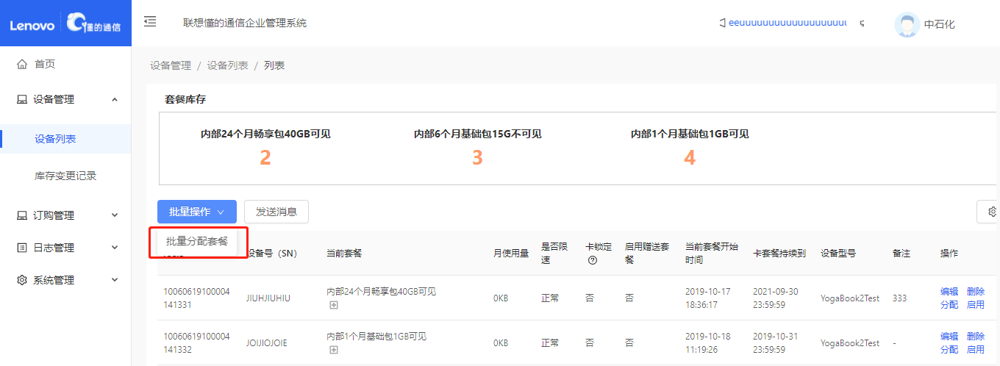 Lenovo 懂的通信
联想懂的通信企业管理系统
eeuuuuuuuuuuuuuuuuuu
中石化
首页
设备管理
设备列表
库存变更记录
订购管理
日志管理
系统管理
设备管理 / 设备列表 / 列表
套餐库存
内部24个月畅享包40GB可见 内部6个月基础包15G不可见 内部1个月基础包1GB可见
2 3 4
批量操作 发送消息
批量分配套餐
设备号（SN） 当前套餐 月使用量 是否限速 卡锁定 启用赠送套餐 当前套餐开始时间 卡套餐持续到 设备型号 备注 操作
10060619100004141331 JIUHJIUHIU 内部24个月畅享包40GB可见 0KB 正常 否 否 2019-10-17 18:36:17 2021-09-30 23:59:59 YogaBook2Test 333 编辑 删除 分配 启用
10060619100004141332 JOIJIOJOIE 内部1个月基础包1GB可见 0KB 正常 否 否 2019-10-18 11:19:26 2019-10-31 23:59:59 YogaBook2Test - 编辑 删除 分配 启用